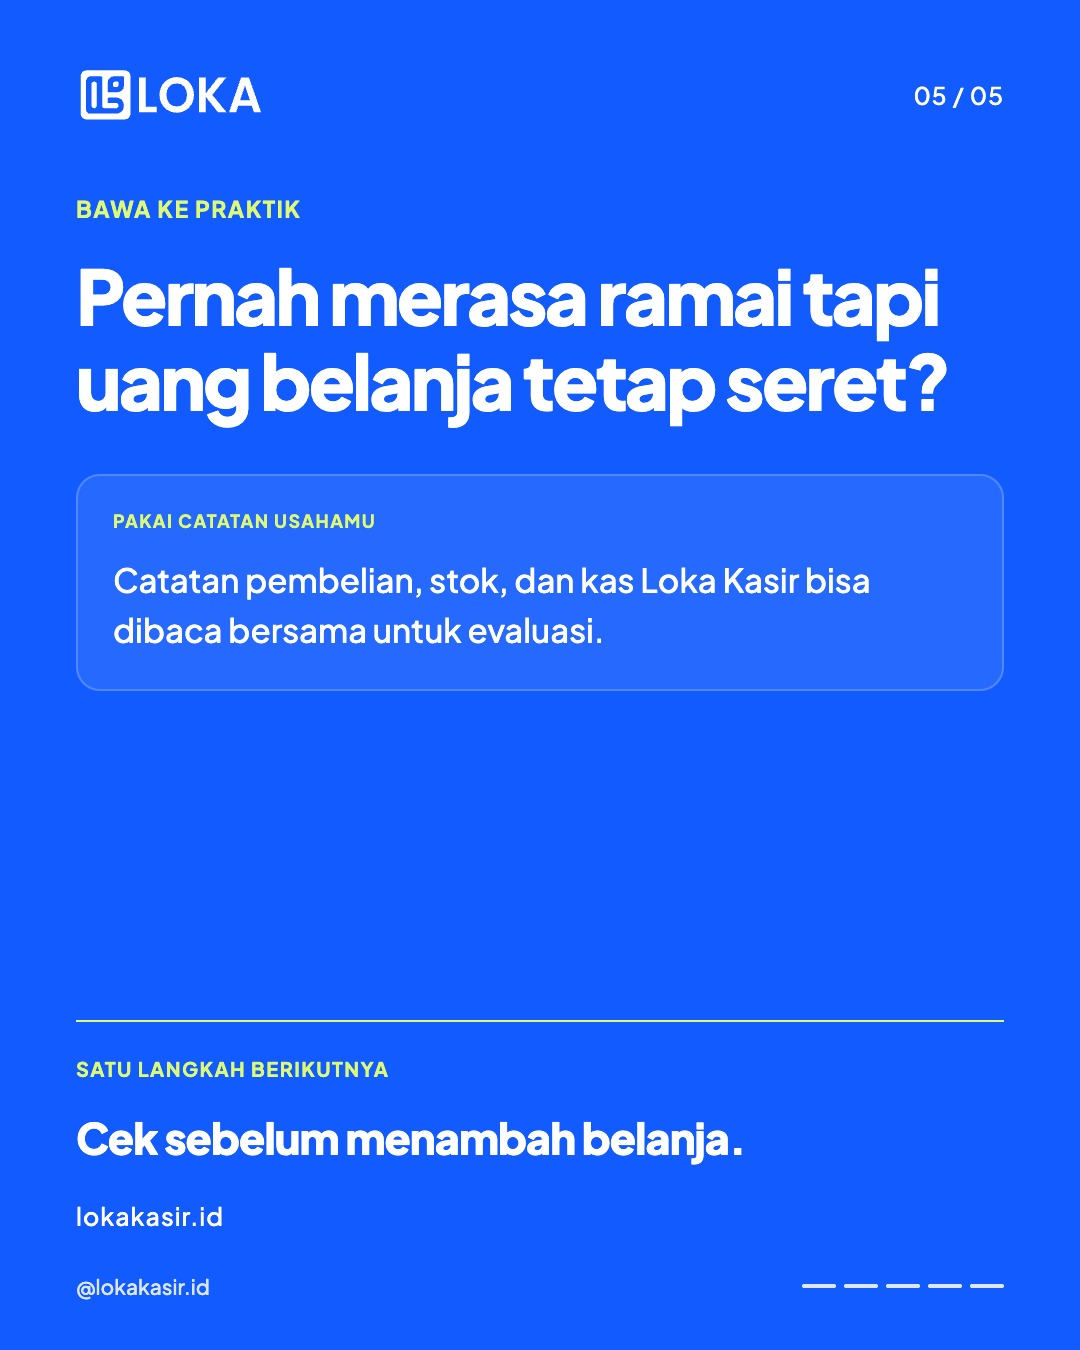 LOKA
05 / 05
BAWA KE PRAKTIK
Pernah merasa ramai tapi
uang belanja tetap seret?
PAKAI CATATAN USAHAMU
Catatan pembelian, stok, dan kas Loka Kasir bisa
dibaca bersama untuk evaluasi.
SATU LANGKAH BERIKUTNYA
Cek sebelum menambah belanja.
lokakasir.id
@lokakasir.id